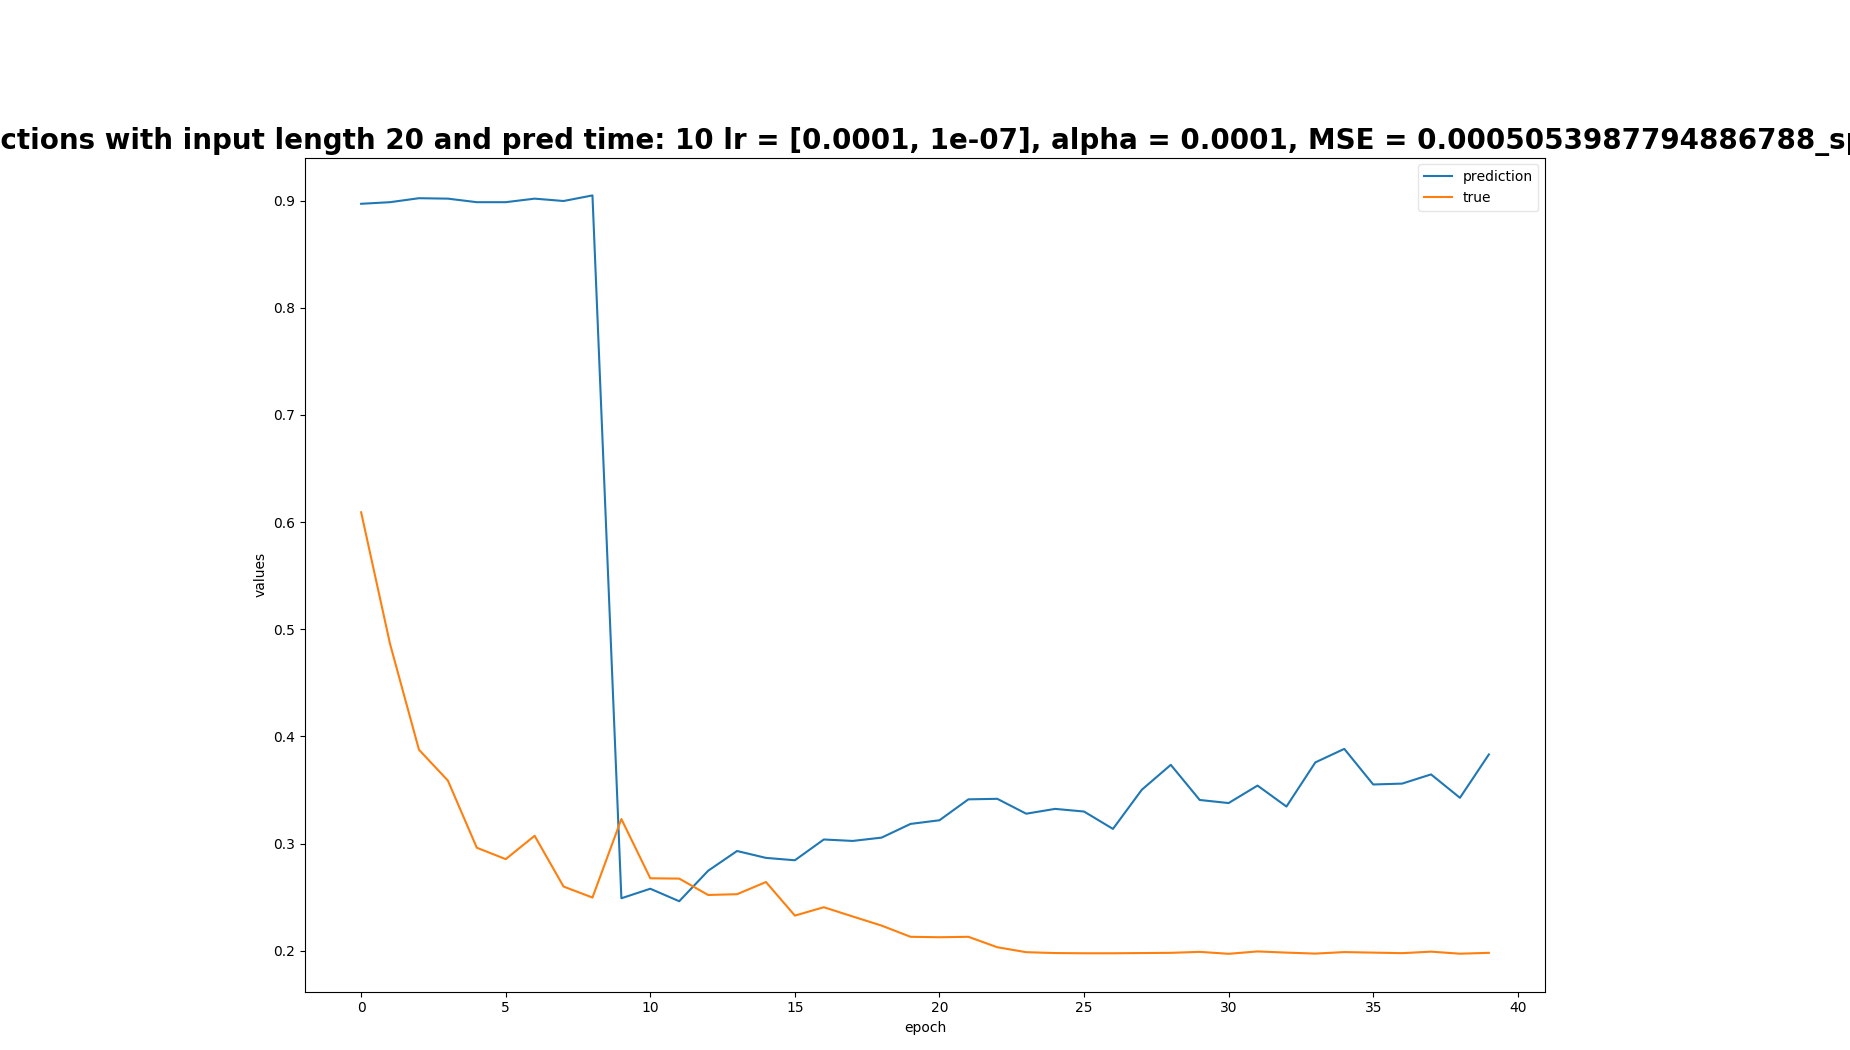 ctions with input length 20 and pred time: 10 lr = [0.0001, 1e-07], alpha = 0.0001, MSE = 0.0005053987794886788_sp
prediction
true
0.9
0.8
0.7
0.6
0.5
0.4
0.3
0.2
values
0 5 10 15 20 25 30 35 40
epoch